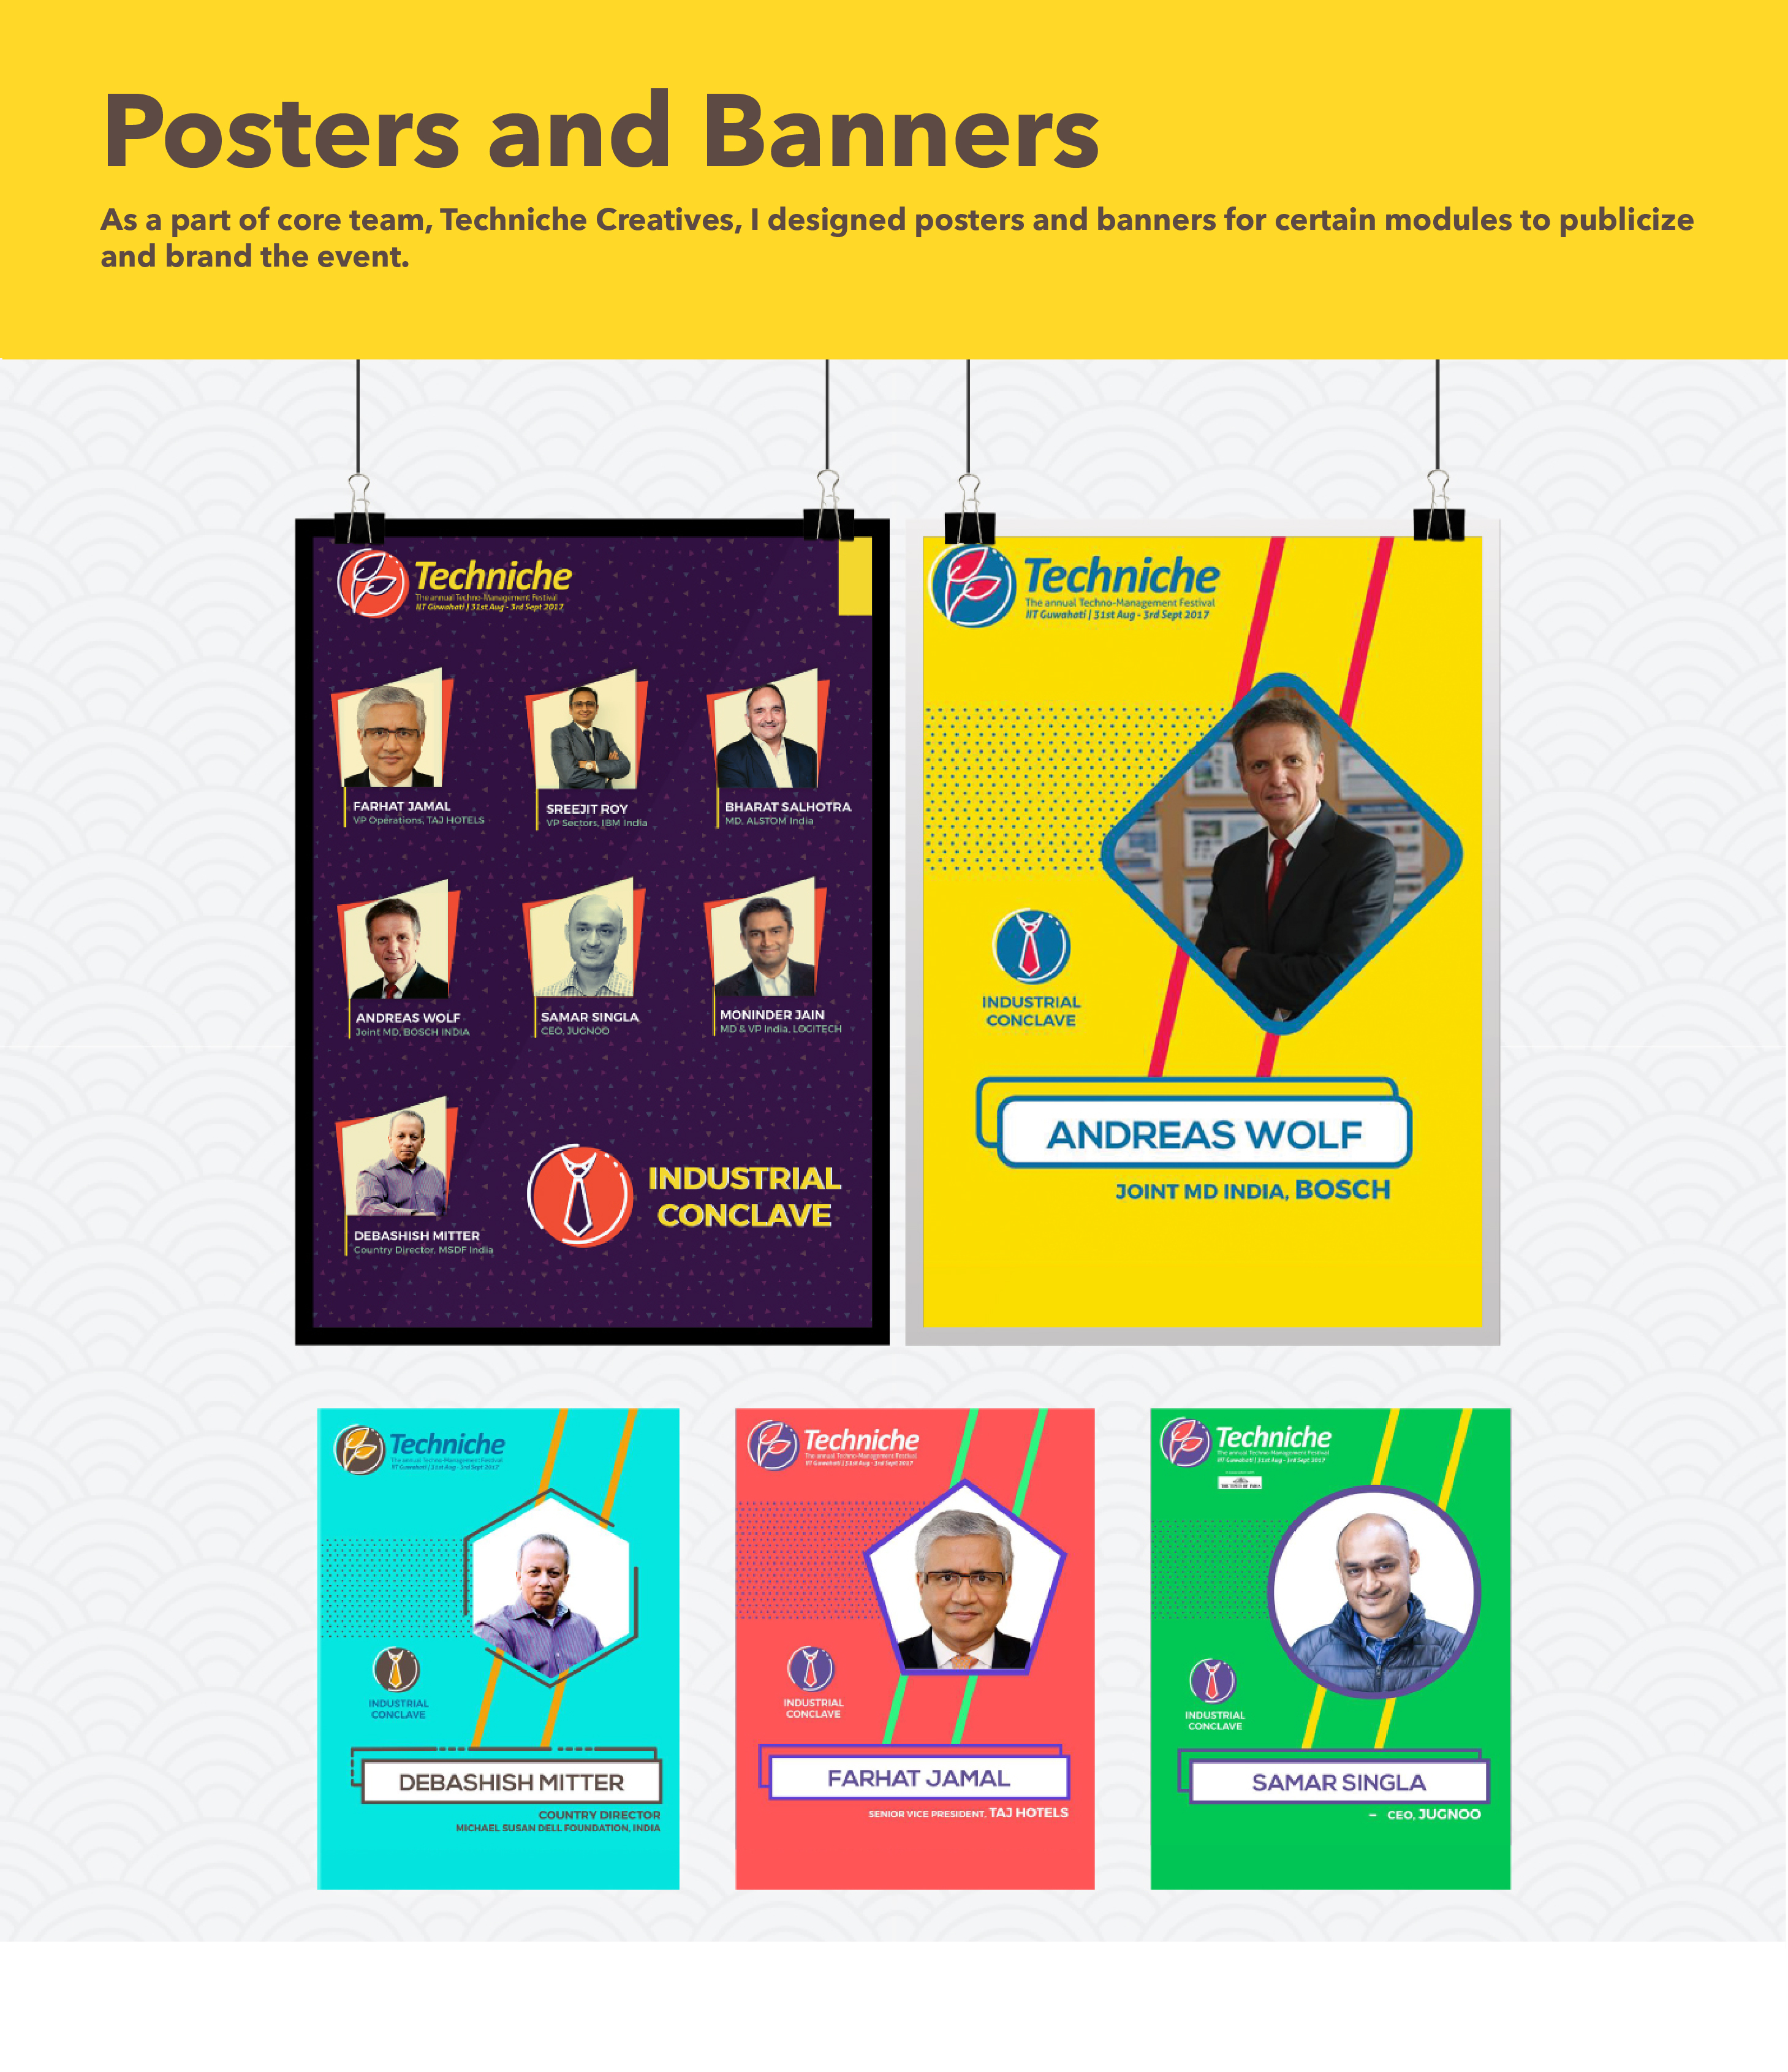 Posters and Banners
As a part of core team, Techniche Creatives, I designed posters and banners for certain modules to publicize
and brand the event.
Techniche
The annual Techno-Management Festival
IIT Guwahati | 31st Aug - 3rd Sept 2017
FARHAT JAMAL
VP Operations, TAJ HOTELS
SREEJIT ROY
VP Sectors, IBM India
BHARAT SALHOTRA
MD, ALSTOM India
ANDREAS WOLF
Joint MD, BOSCH INDIA
SAMAR SINGLA
CEO, JUGNOO
MONINDER JAIN
MD & VP India, LOGITECH
DEBASHISH MITTER
Country Director, MSDF India
INDUSTRIAL
CONCLAVE
Techniche
The annual Techno-Management Festival
IIT Guwahati | 31st Aug - 3rd Sept 2017
INDUSTRIAL
CONCLAVE
ANDREAS WOLF
JOINT MD INDIA, BOSCH
Techniche
The annual Techno-Management Festival
IIT Guwahati | 31st Aug - 3rd Sept 2017
INDUSTRIAL
CONCLAVE
DEBASHISH MITTER
COUNTRY DIRECTOR
MICHAEL SUSAN DELL FOUNDATION, INDIA
Techniche
The annual Techno-Management Festival
IIT Guwahati | 31st Aug - 3rd Sept 2017
INDUSTRIAL
CONCLAVE
FARHAT JAMAL
SENIOR VICE PRESIDENT, TAJ HOTELS
Techniche
The annual Techno-Management Festival
IIT Guwahati | 31st Aug - 3rd Sept 2017
THE TIMES OF INDIA
INDUSTRIAL
CONCLAVE
SAMAR SINGLA
– CEO, JUGNOO